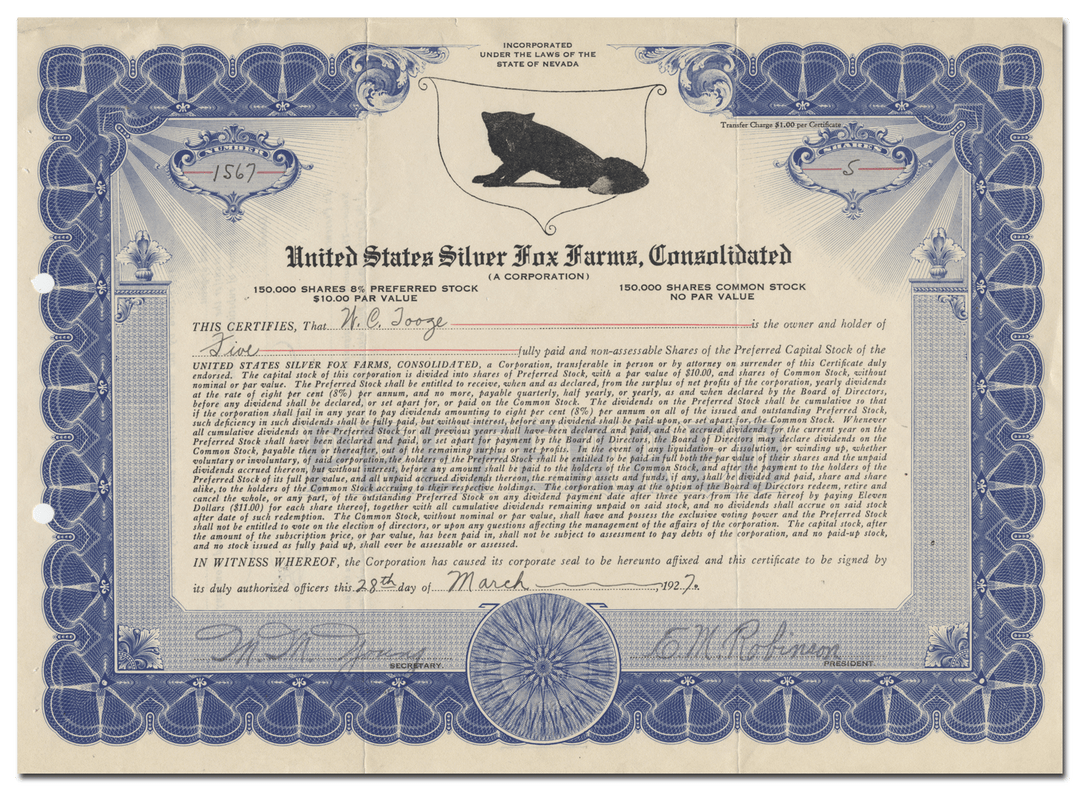 INCORPORATED
UNDER THE LAWS OF THE
STATE OF NEVADA
Transfer Charge $1.00 per Certificate
NUMBER
1567
SHARES
5
United States Silver Fox Farms, Consolidated
(A CORPORATION)
150,000 SHARES 8% PREFERRED STOCK
$10.00 PAR VALUE
150,000 SHARES COMMON STOCK
NO PAR VALUE
THIS CERTIFIES, That W. C. Tooze is the owner and holder of
Five fully paid and non-assessable Shares of the Preferred Capital Stock of the
UNITED STATES SILVER FOX FARMS, CONSOLIDATED, a Corporation, transferable in person or by attorney on surrender of this Certificate duly
endorsed. The capital stock of this corporation is divided into shares of Preferred Stock, with a par value of $10.00, and shares of Common Stock, without
nominal or par value. The Preferred Stock shall be entitled to receive, when and as declared, from the surplus of net profits of the corporation, yearly dividends
at the rate of eight per cent (8%) per annum, and no more, payable quarterly, half yearly, or yearly, as and when declared by the Board of Directors,
before any dividend shall be declared, or set apart for, or paid on the Common Stock. The dividends on the Preferred Stock shall be cumulative so that
if the corporation shall fail in any year to pay dividends amounting to eight per cent (8%) per annum on all of the issued and outstanding Preferred Stock,
such deficiency in such dividends shall be fully paid, but without interest, before any dividend shall be paid upon, or set apart for, the Common Stock. Whenever
all cumulative dividends on the Preferred Stock for all previous years shall have been declared and paid, and the accrued dividends for the current year on the
Preferred Stock shall have been declared and paid, or set apart for payment by the Board of Directors, the Board of Directors may declare dividends on the
Common Stock, payable then or thereafter, out of the remaining surplus or net profits. In the event of any liquidation or dissolution, or winding up, whether
voluntary or involuntary, of said corporation, the holders of the Preferred Stock shall be entitled to be paid in full both the par value of their shares and the unpaid
dividends accrued thereon, but without interest, before any amount shall be paid to the holders of the Common Stock, and after the payment to the holders of the
Preferred Stock of its full par value, and all unpaid accrued dividends thereon, the remaining assets and funds, if any, shall be divided and paid, share and share
alike, to the holders of the Common Stock according to their respective holdings. The corporation may at the option of the Board of Directors redeem, retire and
cancel the whole, or any part, of the outstanding Preferred Stock on any dividend payment date after three years from the date hereof by paying Eleven
Dollars ($11.00) for each share thereof, together with all cumulative dividends remaining unpaid on said stock, and no dividends shall accrue on said stock
after date of such redemption. The Common Stock, without nominal or par value, shall have and possess the exclusive voting power and the Preferred Stock
shall not be entitled to vote on the election of directors, or upon any questions affecting the management of the affairs of the corporation. The capital stock, after
the amount of the subscription price, or par value, has been paid in, shall not be subject to assessment to pay debts of the corporation, and no paid-up stock,
and no stock issued as fully paid up, shall ever be assessable or assessed.
PREFERRED
IN WITNESS WHEREOF, the Corporation has caused its corporate seal to be hereunto affixed and this certificate to be signed by
its duly authorized officers this 28th day of March, 1927.
M. M. Young
SECRETARY.
E. M. Robinson
PRESIDENT.